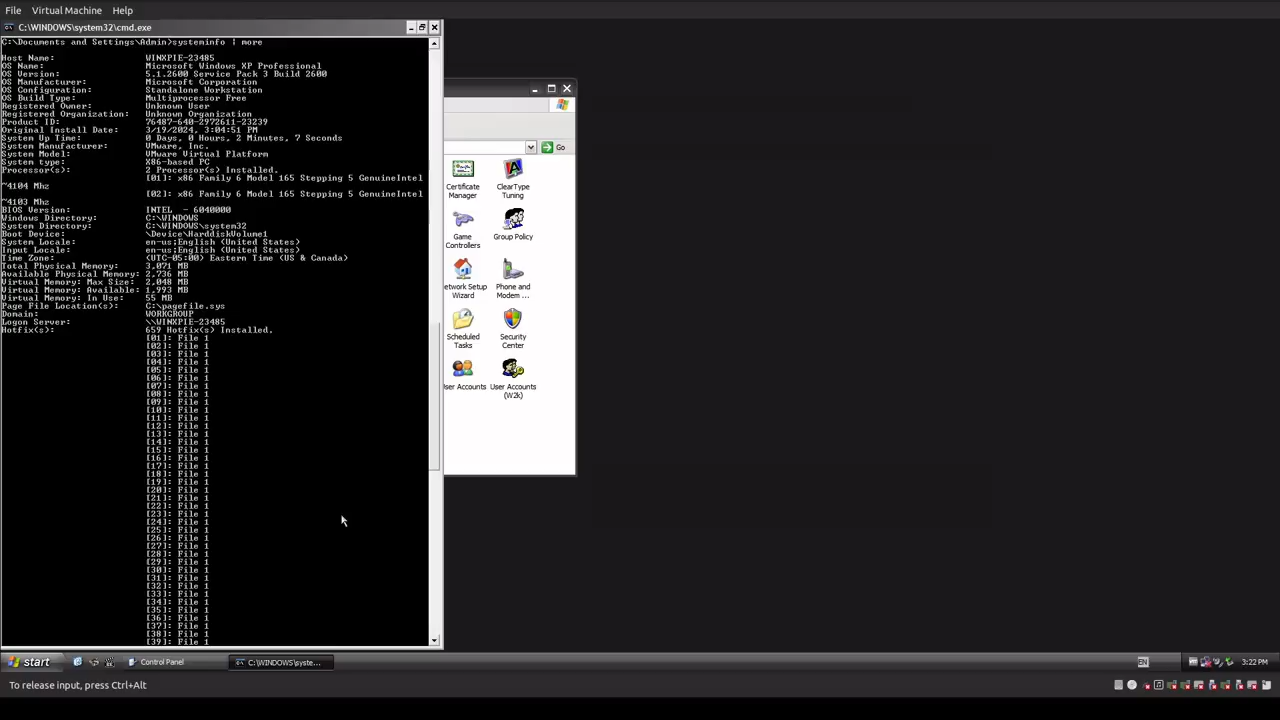 File Virtual Machine Help
C:\WINDOWS\system32\cmd.exe
C:\Documents and Settings\Admin>systeminfo | more
Host Name: WINXPIE-23485
OS Name: Microsoft Windows XP Professional
OS Version: 5.1.2600 Service Pack 3 Build 2600
OS Manufacturer: Microsoft Corporation
OS Configuration: Standalone Workstation
OS Build Type: Multiprocessor Free
Registered Owner: Unknown User
Registered Organization: Unknown Organization
Product ID: 76487-640-2972611-23239
Original Install Date: 3/19/2024, 3:04:51 PM
System Up Time: 0 Days, 0 Hours, 2 Minutes, 7 Seconds
System Manufacturer: VMware, Inc.
System Model: VMware Virtual Platform
System type: X86-based PC
Processor(s): 2 Processor(s) Installed.
[01]: x86 Family 6 Model 165 Stepping 5 GenuineIntel
~4104 Mhz
[02]: x86 Family 6 Model 165 Stepping 5 GenuineIntel
~4103 Mhz
BIOS Version: INTEL - 6040000
Windows Directory: C:\WINDOWS
System Directory: C:\WINDOWS\system32
Boot Device: \Device\HarddiskVolume1
System Locale: en-us;English (United States)
Input Locale: en-us;English (United States)
Time Zone: (UTC-05:00) Eastern Time (US & Canada)
Total Physical Memory: 3,071 MB
Available Physical Memory: 2,736 MB
Virtual Memory: Max Size: 2,048 MB
Virtual Memory: Available: 1,993 MB
Virtual Memory: In Use: 55 MB
Page File Location(s): C:\pagefile.sys
Domain: WORKGROUP
Logon Server: \\WINXPIE-23485
Hotfix(s): 659 Hotfix(s) Installed.
[01]: File 1
[02]: File 1
[03]: File 1
[04]: File 1
[05]: File 1
[06]: File 1
[07]: File 1
[08]: File 1
[09]: File 1
[10]: File 1
[11]: File 1
[12]: File 1
[13]: File 1
[14]: File 1
[15]: File 1
[16]: File 1
[17]: File 1
[18]: File 1
[19]: File 1
[20]: File 1
[21]: File 1
[22]: File 1
[23]: File 1
[24]: File 1
[25]: File 1
[26]: File 1
[27]: File 1
[28]: File 1
[29]: File 1
[30]: File 1
[31]: File 1
[32]: File 1
[33]: File 1
[34]: File 1
[35]: File 1
[36]: File 1
[37]: File 1
[38]: File 1
[39]: File 1
Go
Certificate Manager
ClearType Tuning
Game Controllers
Group Policy
etwork Setup Wizard
Phone and Modem ...
Scheduled Tasks
Security Center
ser Accounts
User Accounts (W2k)
start
Control Panel
C:\WINDOWS\syste...
EN
3:22 PM
To release input, press Ctrl+Alt